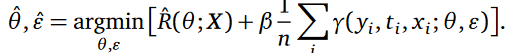 θ̂, ε̂ = argmin_{θ,ε} [R̂(θ; X) + β (1/n) ∑_i γ(y_i, t_i, x_i; θ, ε)].